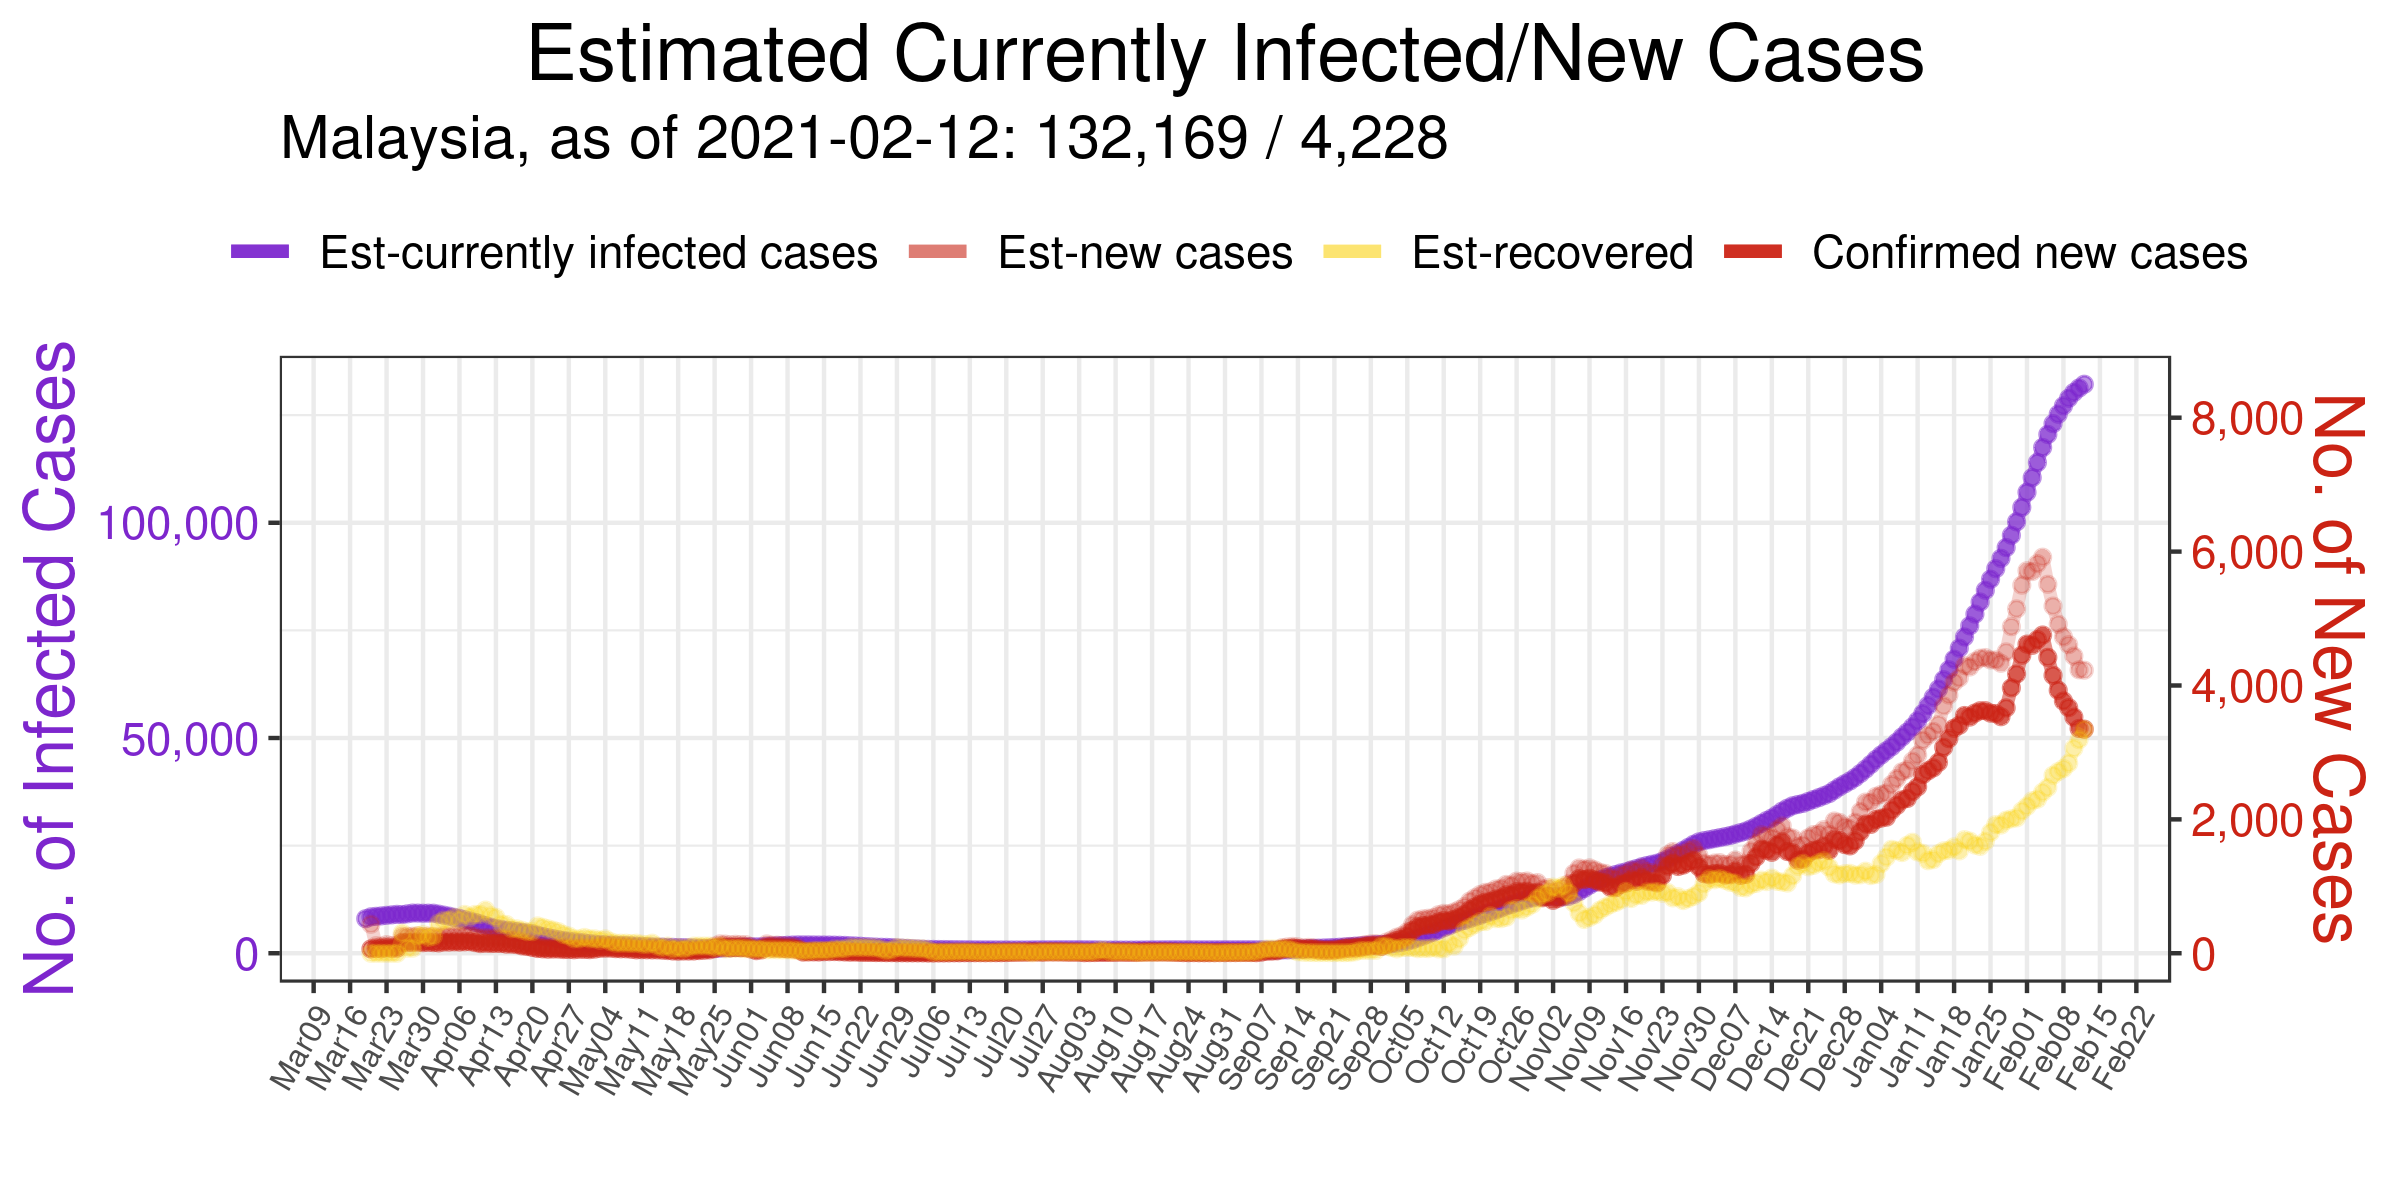 Estimated Currently Infected/New Cases
Malaysia, as of 2021-02-12: 132,169 / 4,228
Est-currently infected cases Est-new cases Est-recovered Confirmed new cases
No. of Infected Cases
100,000
50,000
0
8,000
6,000
4,000
2,000
0
No. of New Cases
Mar09 Mar16 Mar23 Mar30 Apr06 Apr13 Apr20 Apr27 May04 May11 May18 May25 Jun01 Jun08 Jun15 Jun22 Jun29 Jul06 Jul13 Jul20 Jul27 Aug03 Aug10 Aug17 Aug24 Aug31 Sep07 Sep14 Sep21 Sep28 Oct05 Oct12 Oct19 Oct26 Nov02 Nov09 Nov16 Nov23 Nov30 Dec07 Dec14 Dec21 Dec28 Jan04 Jan11 Jan18 Jan25 Feb01 Feb08 Feb15 Feb22